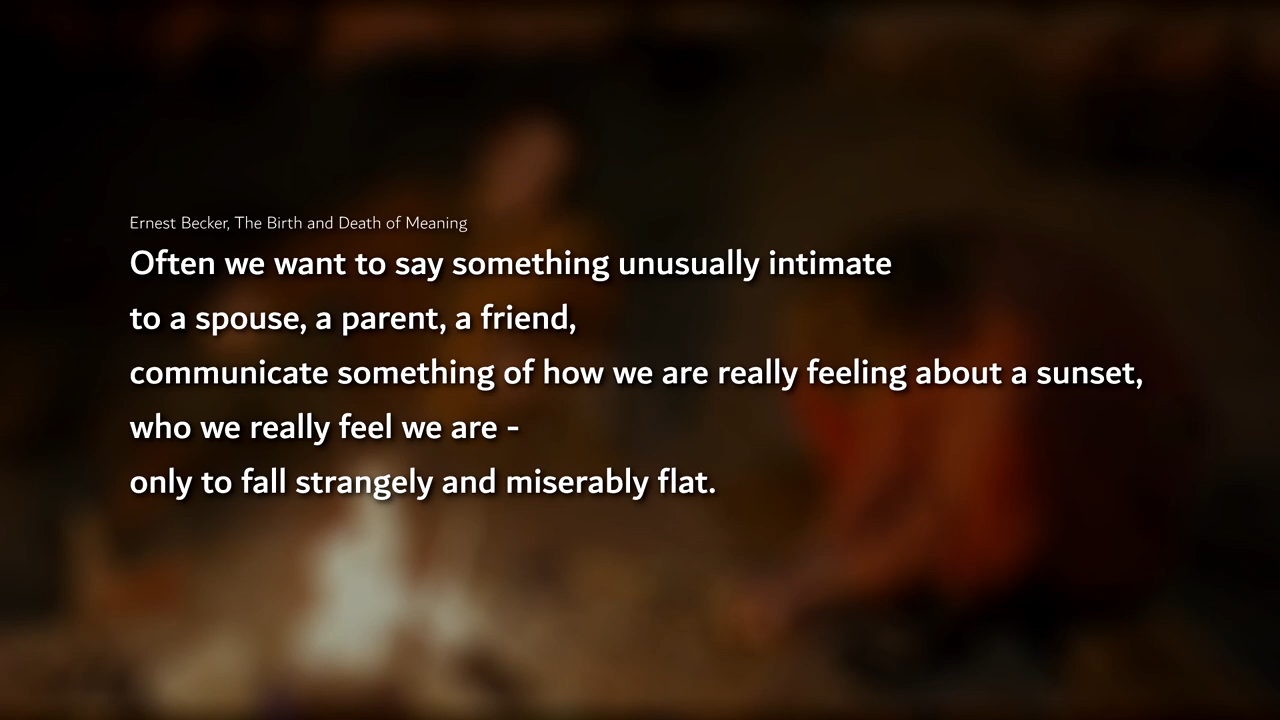 Ernest Becker, The Birth and Death of Meaning
Often we want to say something unusually intimate
to a spouse, a parent, a friend,
communicate something of how we are really feeling about a sunset,
who we really feel we are -
only to fall strangely and miserably flat.